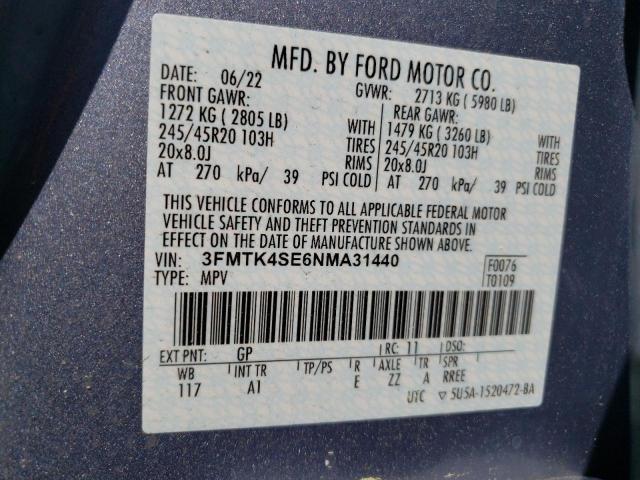 MFD. BY FORD MOTOR CO.
DATE: 06/22 GVWR: 2713 KG ( 5980 LB)
FRONT GAWR: REAR GAWR:
1272 KG ( 2805 LB) WITH 1479 KG ( 3260 LB) WITH
245/45R20 103H TIRES 245/45R20 103H TIRES
20x8.0J RIMS 20x8.0J RIMS
AT 270 kPa/ 39 PSI COLD AT 270 kPa/ 39 PSI COLD
THIS VEHICLE CONFORMS TO ALL APPLICABLE FEDERAL MOTOR
VEHICLE SAFETY AND THEFT PREVENTION STANDARDS IN
EFFECT ON THE DATE OF MANUFACTURE SHOWN ABOVE.
VIN: 3FMTK4SE6NMA31440 F0076
TYPE: MPV T0109
EXT PNT: GP RC: 11 DSO:
WB INT TR TP/PS R AXLE TR SPR
117 AI E ZZ A RREE
UTC ▽ 5U5A-1520472-BA